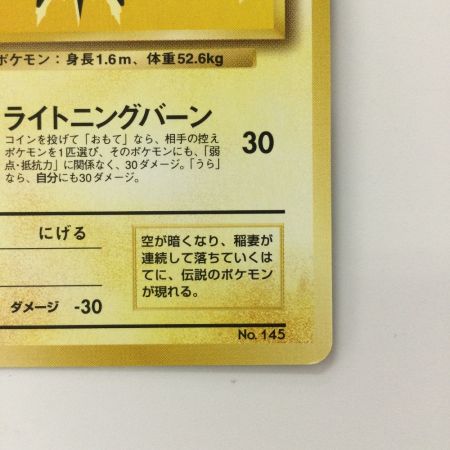 ポケモン：身長1.6m、体重52.6kg
ライトニングバーン
コインを投げて「おもて」なら、相手の控え
ポケモンを1匹選び、そのポケモンにも、「弱
点・抵抗力」に関係なく、30ダメージ。「うら」
なら、自分にも30ダメージ。
30
にげる
ダメージ -30
空が暗くなり、稲妻が
連続して落ちていくは
てに、伝説のポケモン
が現れる。
No. 145